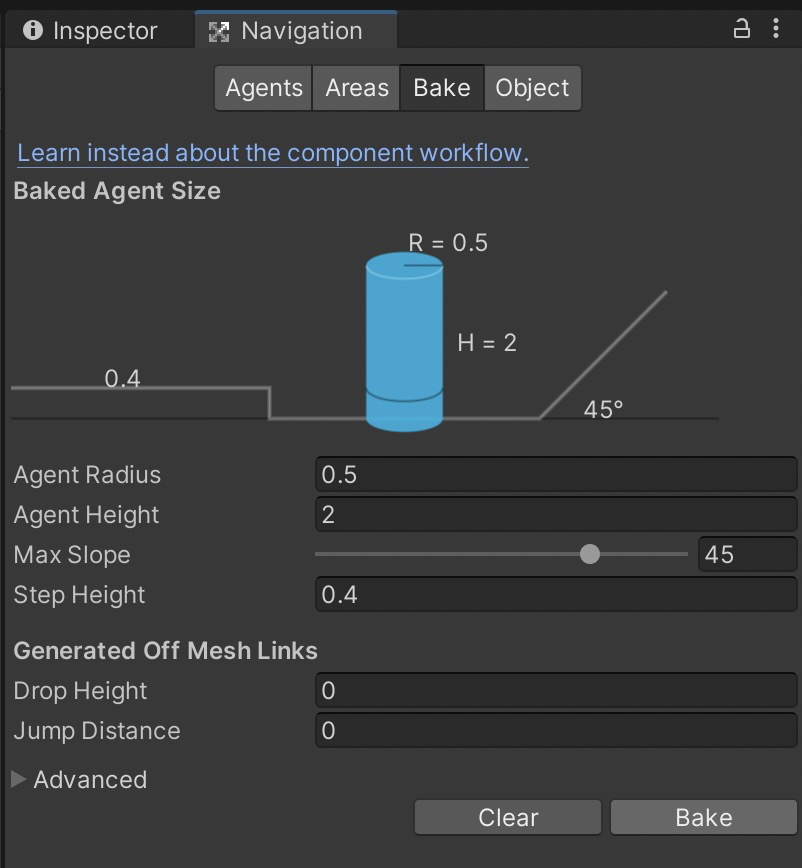 Inspector
Navigation
Agents
Areas
Bake
Object
Learn instead about the component workflow.
Baked Agent Size
R = 0.5
H = 2
0.4
45°
Agent Radius
0.5
Agent Height
2
Max Slope
45
Step Height
0.4
Generated Off Mesh Links
Drop Height
0
Jump Distance
0
Advanced
Clear
Bake